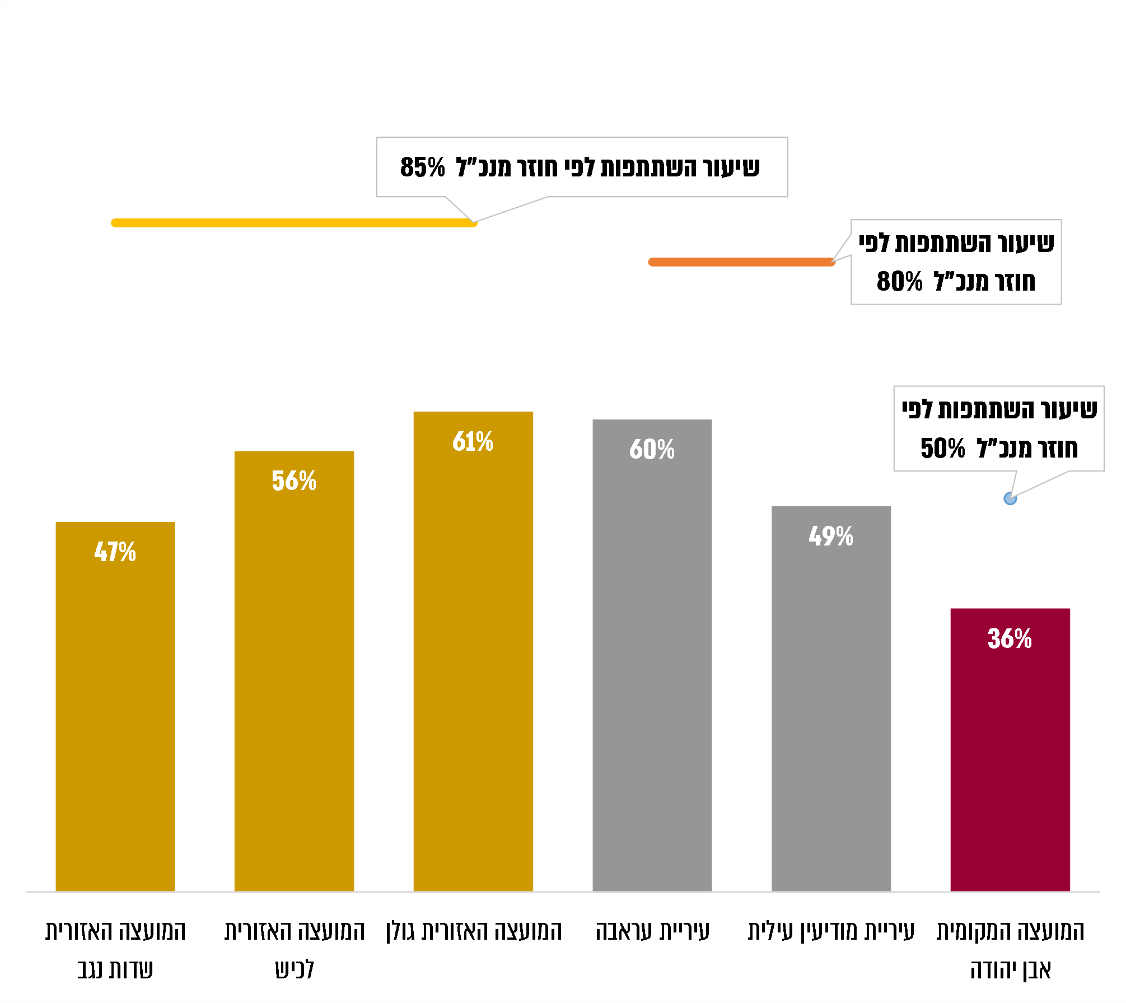 שיעור השתתפות לפי חוזר מנכ"ל 85%
שיעור השתתפות לפי
חוזר מנכ"ל 80%
שיעור השתתפות לפי
חוזר מנכ"ל 50%
61%
60%
56%
49%
47%
36%
המועצה המקומית
אבן יהודה
עיריית מודיעין עילית
עיריית עראבה
המועצה האזורית גולן
המועצה האזורית
לכיש
המועצה האזורית
שדות נגב